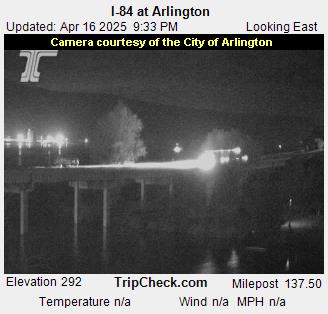 I-84 at Arlington
Updated: Apr 16 2025 9:33 PM Looking East
Camera courtesy of the City of Arlington
Elevation 292 TripCheck.com Milepost 137.50
Temperature n/a Wind n/a MPH n/a